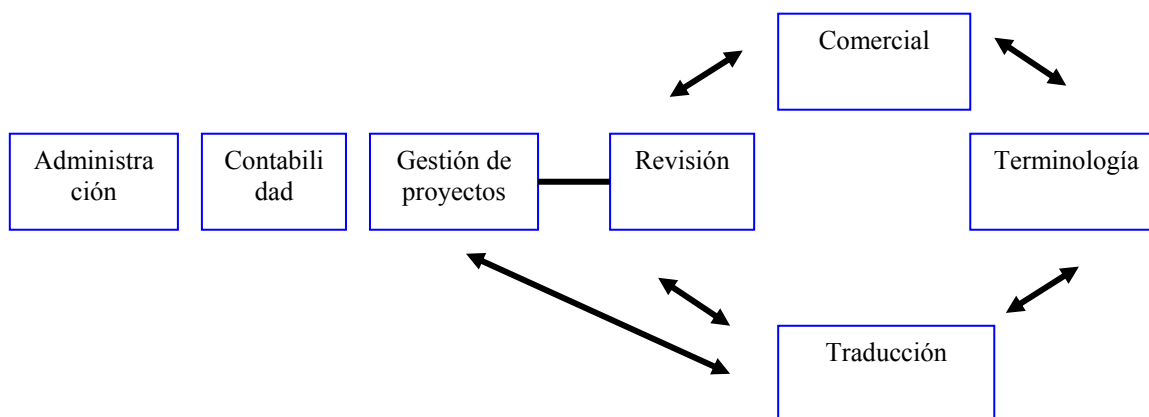 Comercial
Administra
ción
Contabili
dad
Gestión de
proyectos
Revisión
Terminología
Traducción